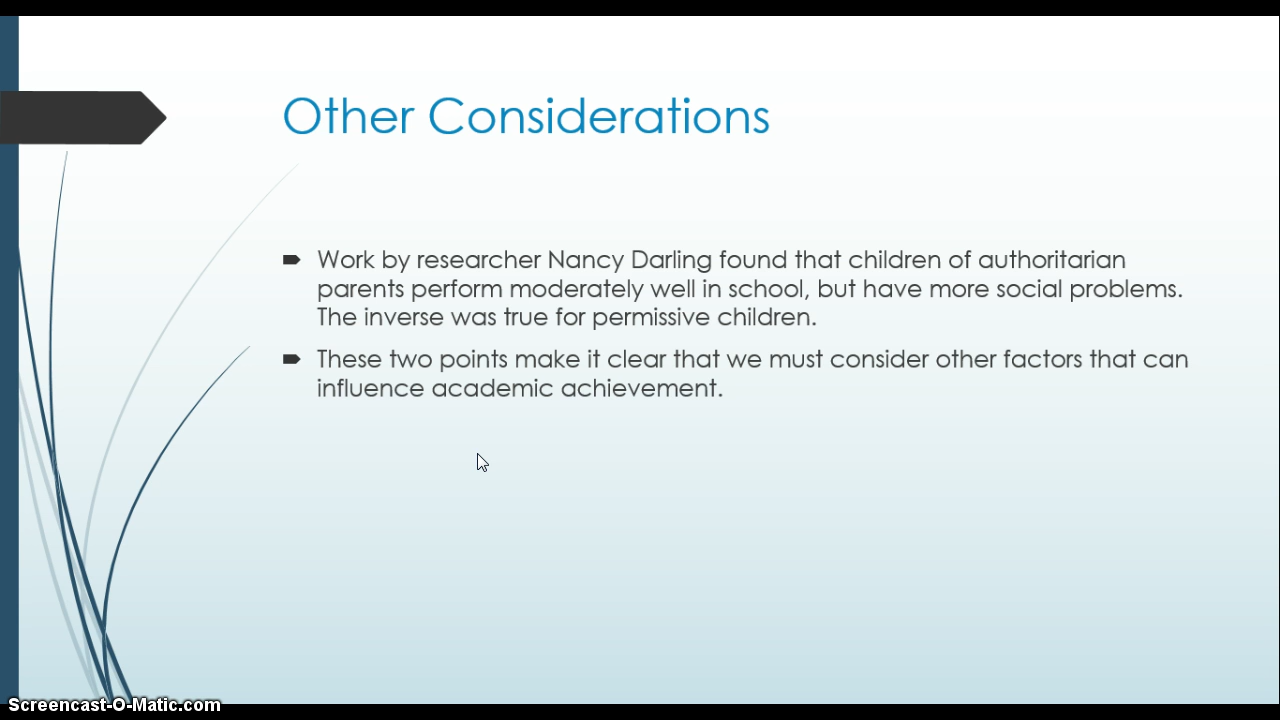 Other Considerations
Work by researcher Nancy Darling found that children of authoritarian
parents perform moderately well in school, but have more social problems.
The inverse was true for permissive children.
These two points make it clear that we must consider other factors that can
influence academic achievement.
Screencast-O-Matic.com